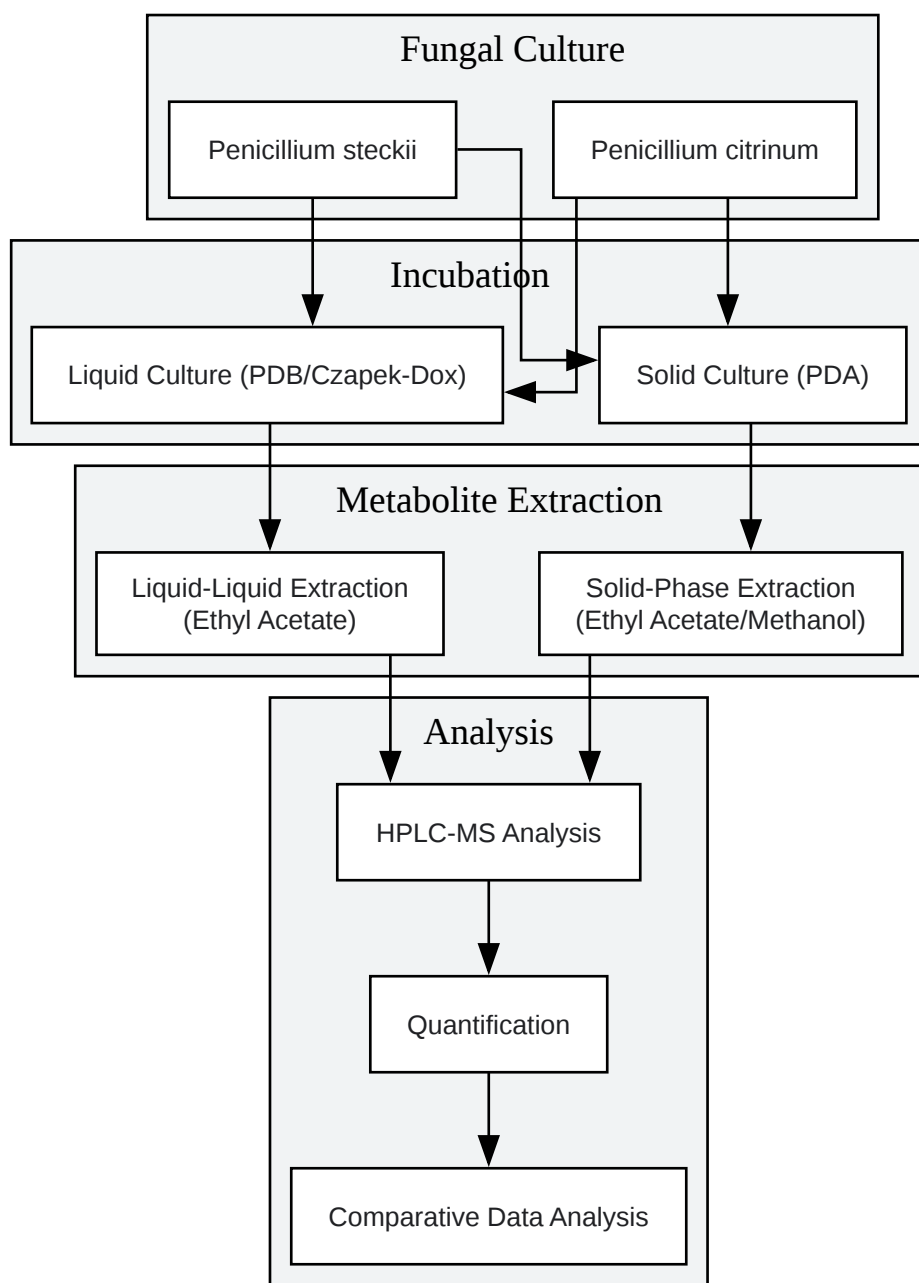 Fungal Culture
Penicillium steckii
Penicillium citrinum
Incubation
Liquid Culture (PDB/Czapek-Dox)
Solid Culture (PDA)
Metabolite Extraction
Liquid-Liquid Extraction
(Ethyl Acetate)
Solid-Phase Extraction
(Ethyl Acetate/Methanol)
Analysis
HPLC-MS Analysis
Quantification
Comparative Data Analysis